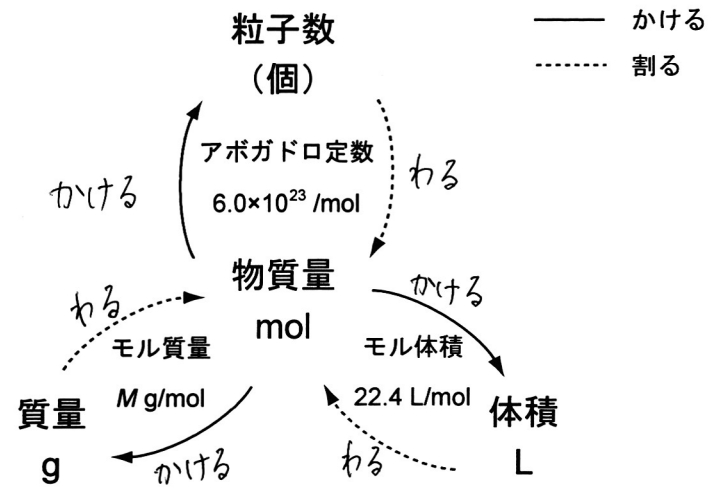 粒子数
(個)
かける
割る
アボガドロ定数
6.0×10²³ /mol
かける
わる
物質量
mol
わる
かける
モル質量
M g/mol
モル体積
22.4 L/mol
質量
g
体積
L
かける
わる